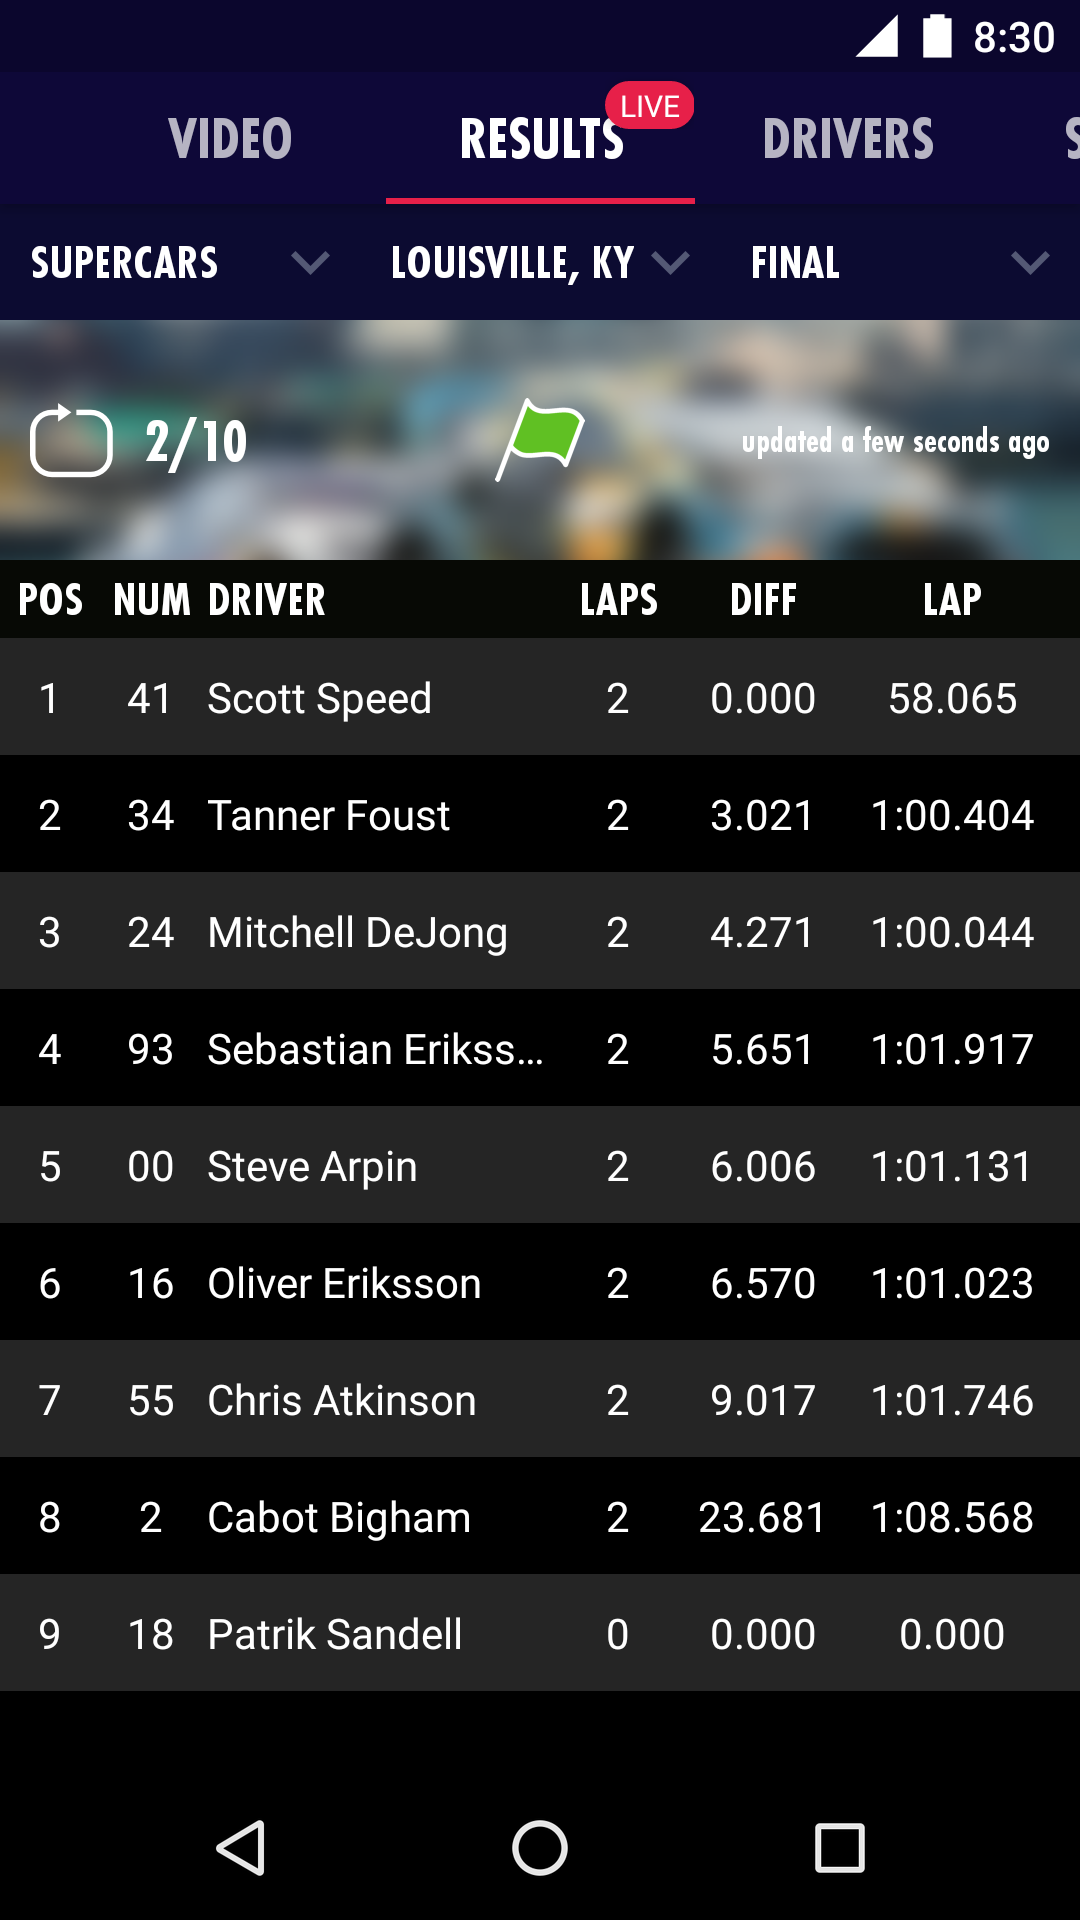 8:30
VIDEO RESULTS LIVE DRIVERS S
SUPERCARS LOUISVILLE, KY FINAL
2/10 updated a few seconds ago
POS NUM DRIVER LAPS DIFF LAP
1 41 Scott Speed 2 0.000 58.065
2 34 Tanner Foust 2 3.021 1:00.404
3 24 Mitchell DeJong 2 4.271 1:00.044
4 93 Sebastian Erikss... 2 5.651 1:01.917
5 00 Steve Arpin 2 6.006 1:01.131
6 16 Oliver Eriksson 2 6.570 1:01.023
7 55 Chris Atkinson 2 9.017 1:01.746
8 2 Cabot Bigham 2 23.681 1:08.568
9 18 Patrik Sandell 0 0.000 0.000